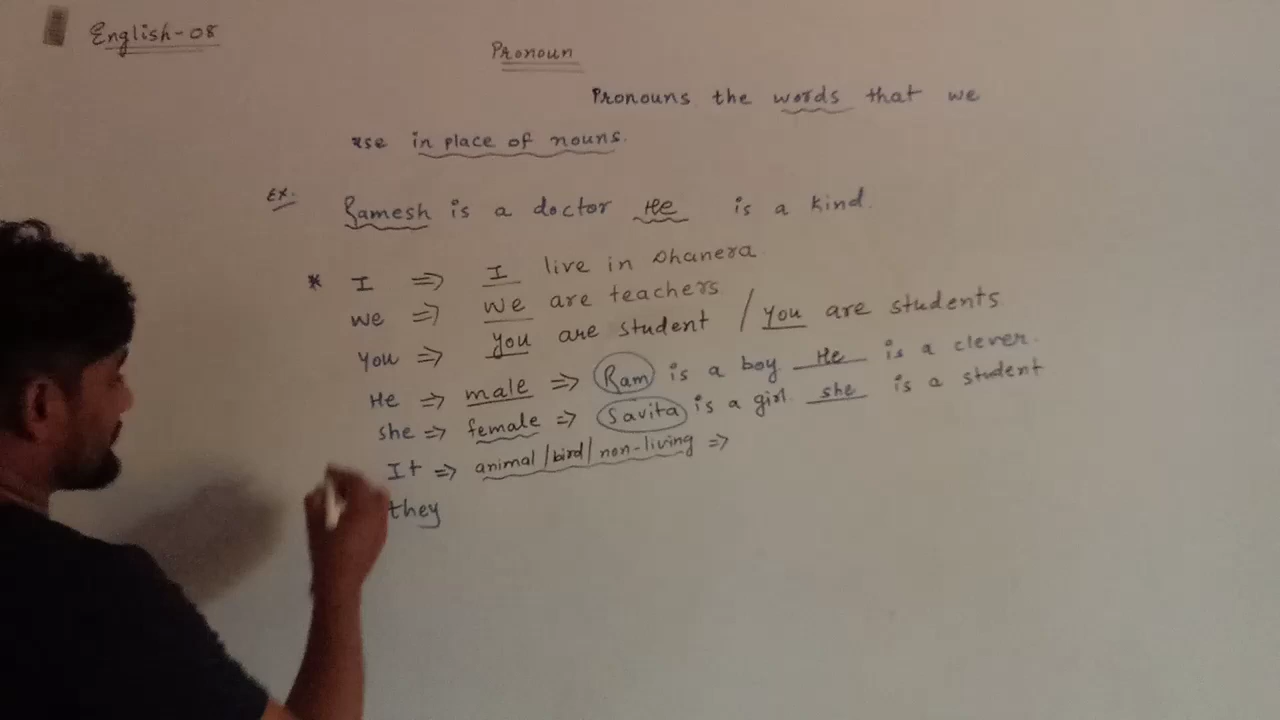 English-08
Pronoun
Pronouns the words that we
use in place of nouns.
Ex.
Ramesh is a doctor He is a kind.
* I => I live in Dhanera
We => We are teachers
You => you are student / you are students
He => male => Ram is a boy He is a clever.
She => female => Savita is a girl. she is a student
It => animal / bird / non-living =>
they